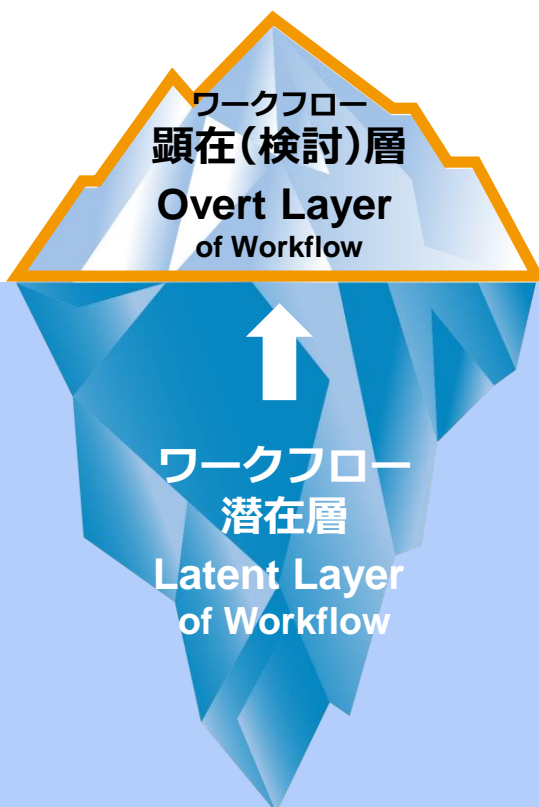 ワークフロー
顕在(検討)層
Overt Layer
of Workflow
ワークフロー
潜在層
Latent Layer
of Workflow